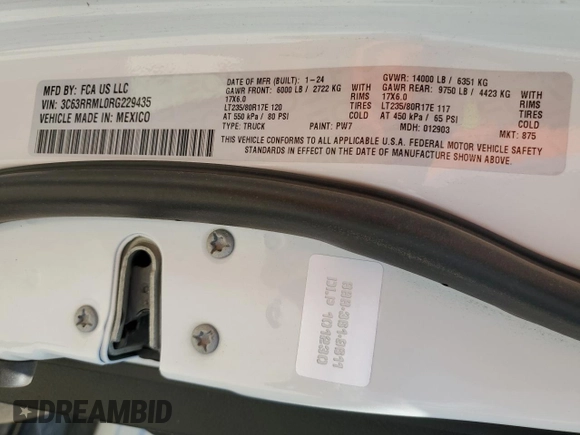 MFD BY: FCA US LLC
VIN: 3C63RRML0RG229435
VEHICLE MADE IN: MEXICO
DATE OF MFR (BUILT): 1-24
GAWR FRONT: 6000 LB / 2722 KG WITH
17X6.0 RIMS AND
LT235/80R17E 120 TIRES
AT 550 kPa / 80 PSI COLD
TYPE: TRUCK PAINT: PW7
GVWR: 14000 LB / 6351 KG
GAWR REAR: 9750 LB / 4423 KG WITH
17X6.0
LT235/80R17E 117
AT 450 kPa / 65 PSI COLD
MDH: 012903 MKT: 875
THIS VEHICLE CONFORMS TO ALL APPLICABLE U.S.A. FEDERAL MOTOR VEHICLE SAFETY
STANDARDS IN EFFECT ON THE DATE OF MANUFACTURE SHOWN ABOVE.
DLP 101230
DREAMBID